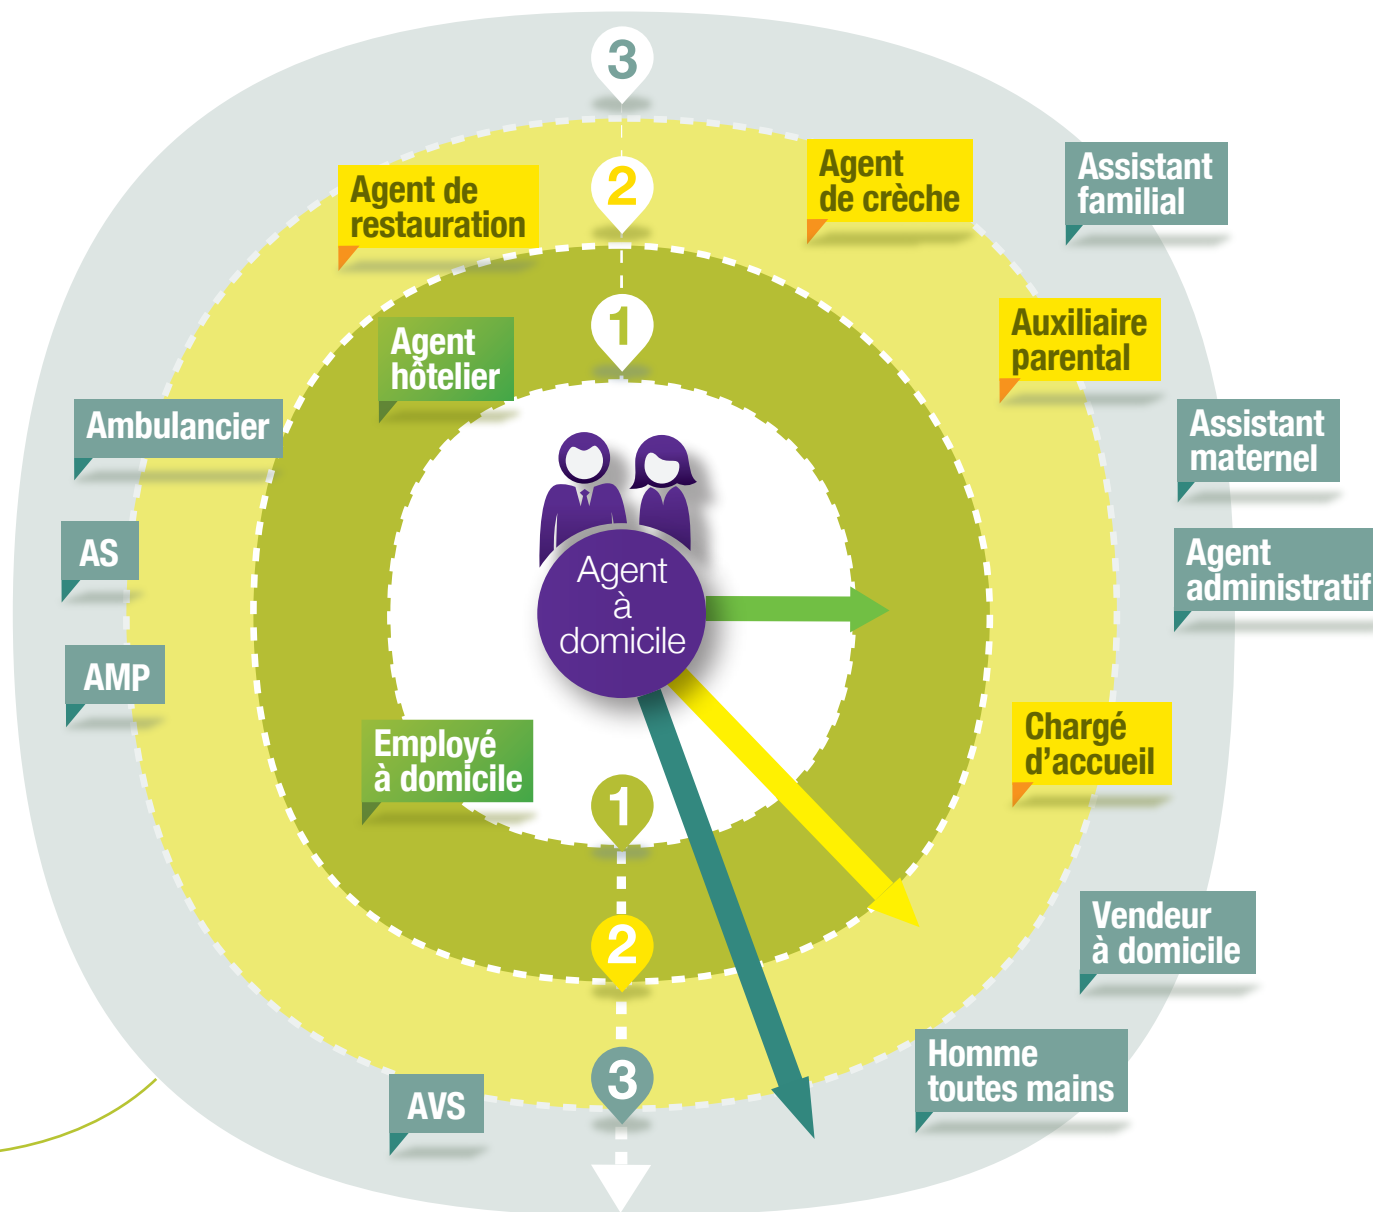 3
Agent
de crèche
Assistant
familial
2
Agent de
restauration
1
Auxiliaire
parental
Agent
hôtelier
Ambulancier
Assistant
maternel
AS
Agent
administratif
Agent
à
domicile
AMP
Chargé
d’accueil
Employé
à domicile
1
Vendeur
à domicile
2
Homme
toutes mains
3
AVS